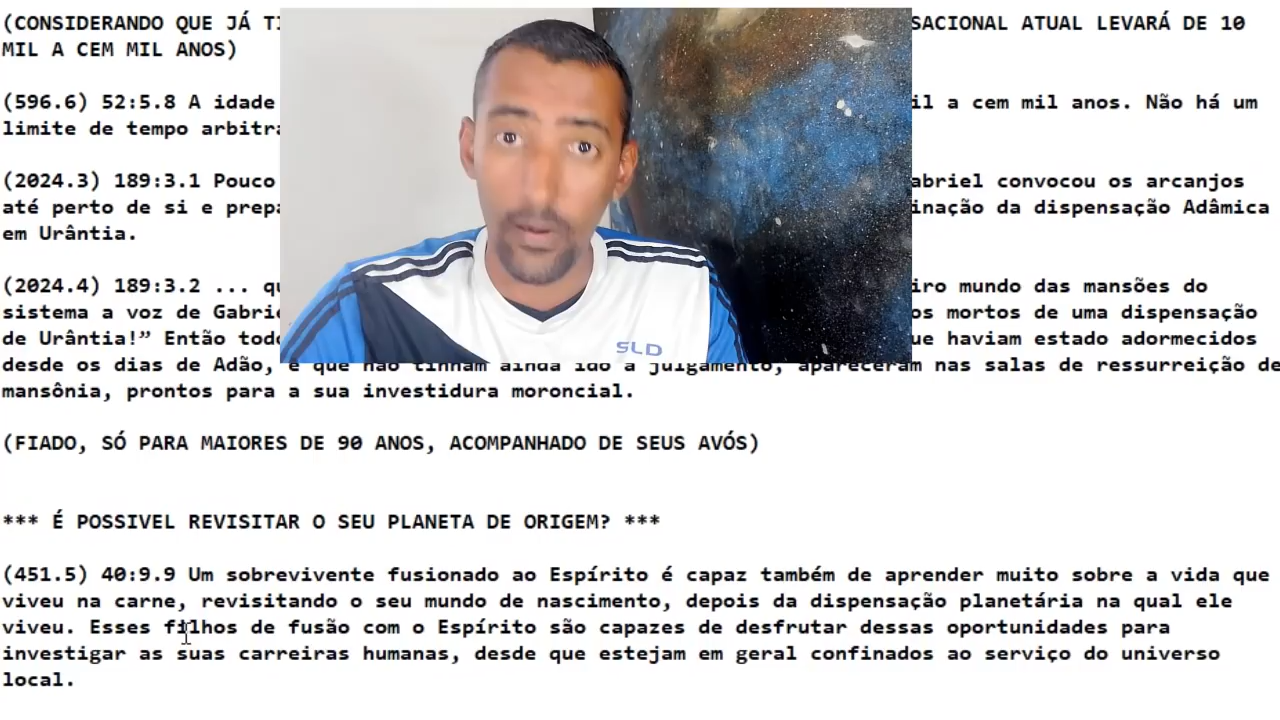 (CONSIDERANDO QUE JÁ SACIONAL ATUAL LEVARÁ DE 10
MIL A CEM MIL ANOS)
(596.6) 52:5.8 A idade il a cem mil anos. Não há um
limite de tempo
(2024.3) 189:3.1 Pouco abriel convocou os arcanjos
até perto de si e inação da dispensação Adâmica
em Urântia.
(2024.4) 189:3.2 ... iro mundo das mansões do
sistema a voz de os mortos de uma dispensação
de Urântia!” Então ue haviam estado adormecidos
desde os dias de Adão, e que não tinham ainda ido a julgamento, apareceram nas salas de ressurreição de
mansônia, prontos para a sua investidura moroncial.
(FIADO, SÓ PARA MAIORES DE 90 ANOS, ACOMPANHADO DE SEUS AVÓS)
*** É POSSIVEL REVISITAR O SEU PLANETA DE ORIGEM? ***
(451.5) 40:9.9 Um sobrevivente fusionado ao Espírito é capaz também de aprender muito sobre a vida que
viveu na carne, revisitando o seu mundo de nascimento, depois da dispensação planetária na qual ele
viveu. Esses filhos de fusão com o Espírito são capazes de desfrutar dessas oportunidades para
investigar as suas carreiras humanas, desde que estejam em geral confinados ao serviço do universo
local.
SLD